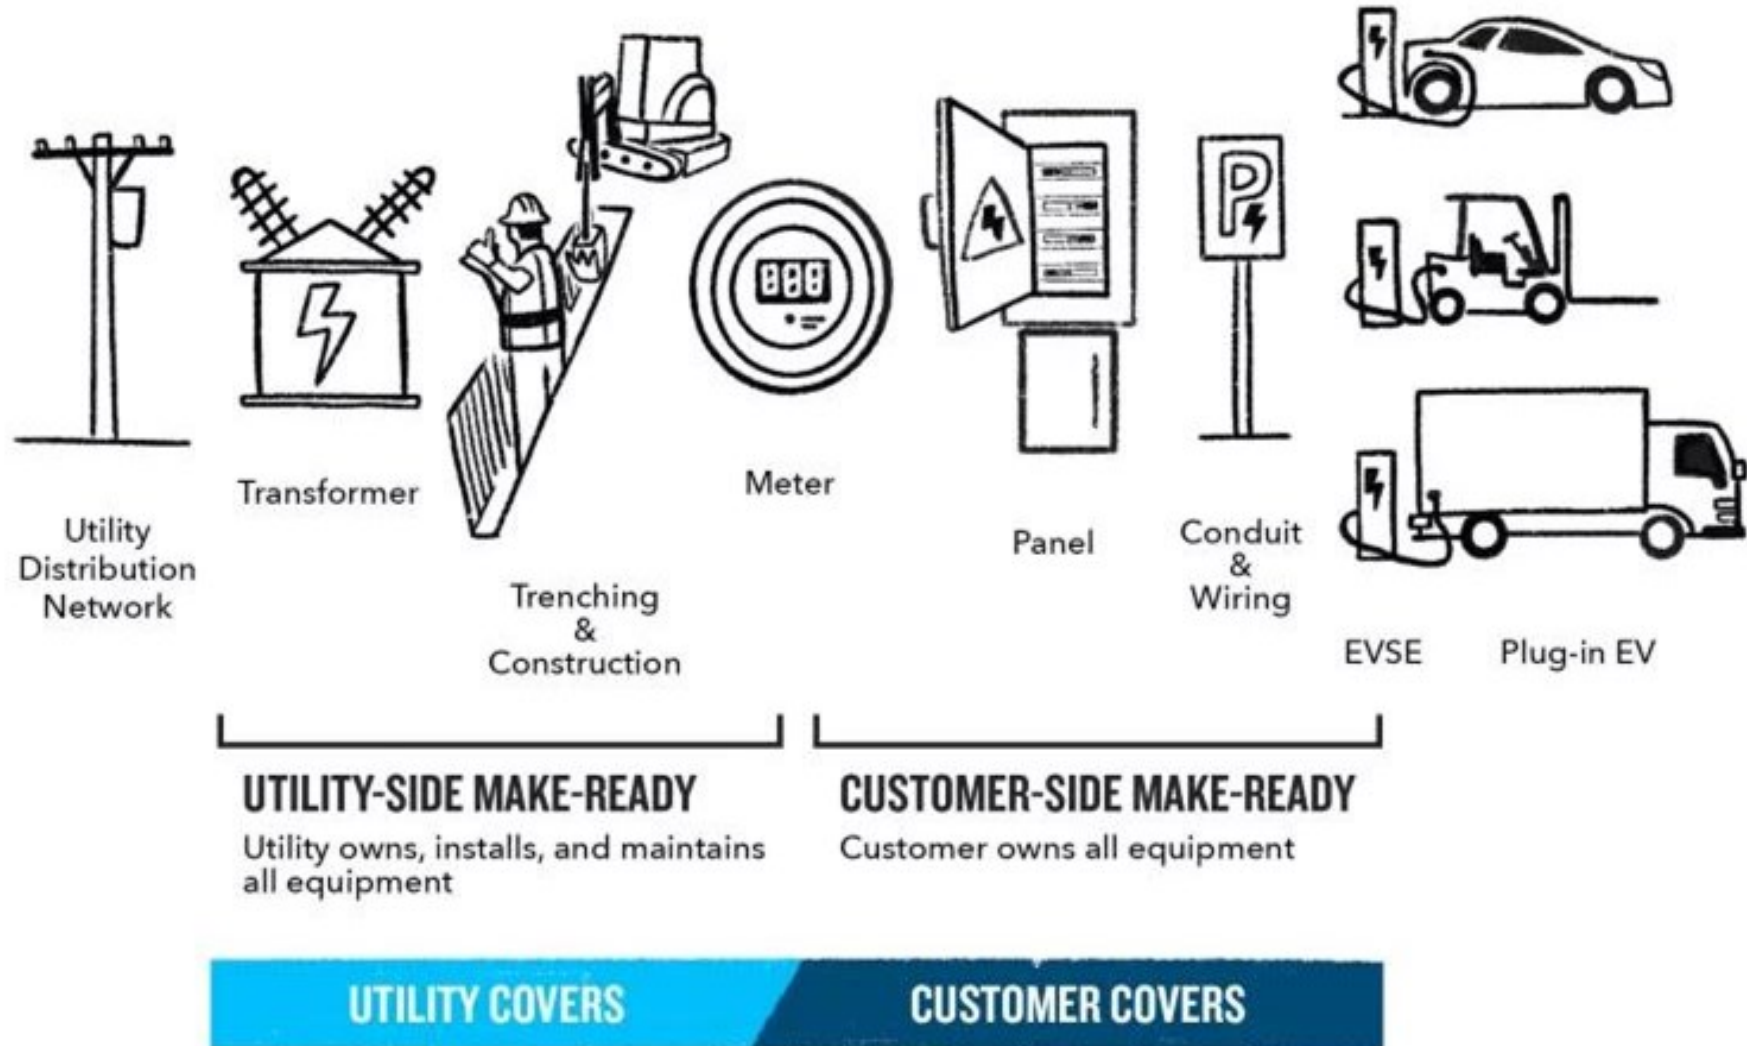 Utility
Distribution
Network
Transformer
Trenching
&
Construction
888
Meter
Panel
P
Conduit
&
Wiring
EVSE
Plug-in EV
UTILITY-SIDE MAKE-READY
Utility owns, installs, and maintains
all equipment
CUSTOMER-SIDE MAKE-READY
Customer owns all equipment
UTILITY COVERS
CUSTOMER COVERS